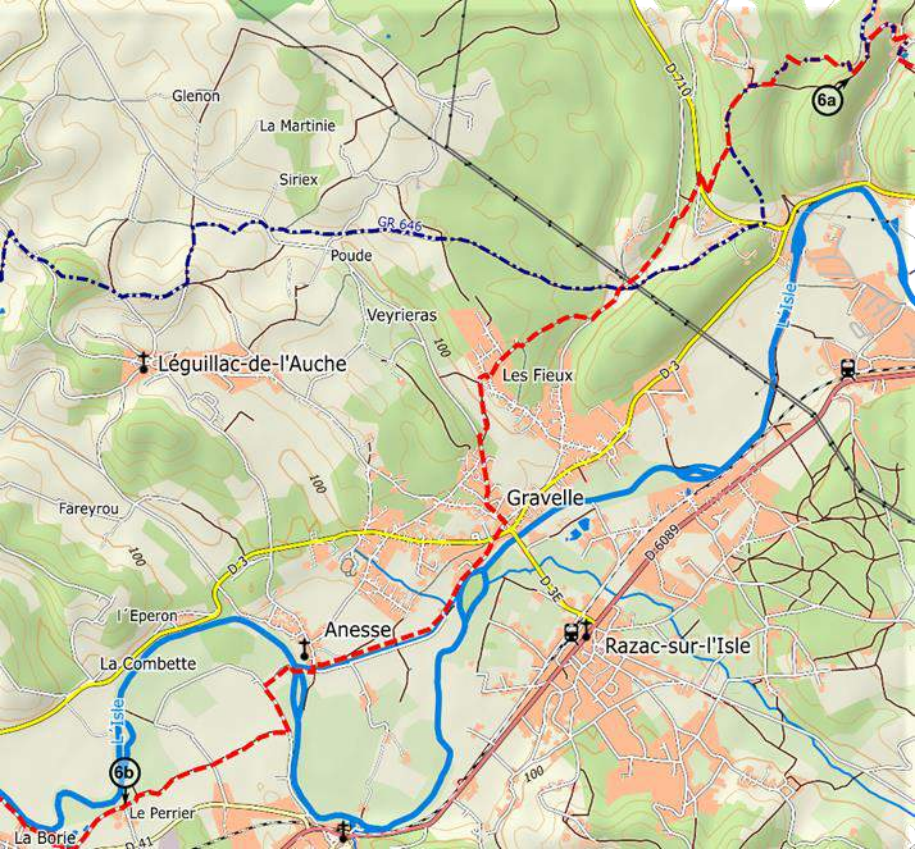 D-710
6a
Glenon
La Martinie
Siriex
GR 646
Poude
L'Isle
Veyrieras
100
Léguillac-de-l'Auche
Les Fieux
D-3
100
Gravelle
Fareyrou
D-6089
100
D-3
D-3E
l´Eperon
Anesse
Razac-sur-l'Isle
La Combette
L'Isle
6b
100
Le Perrier
La Borie
D-41